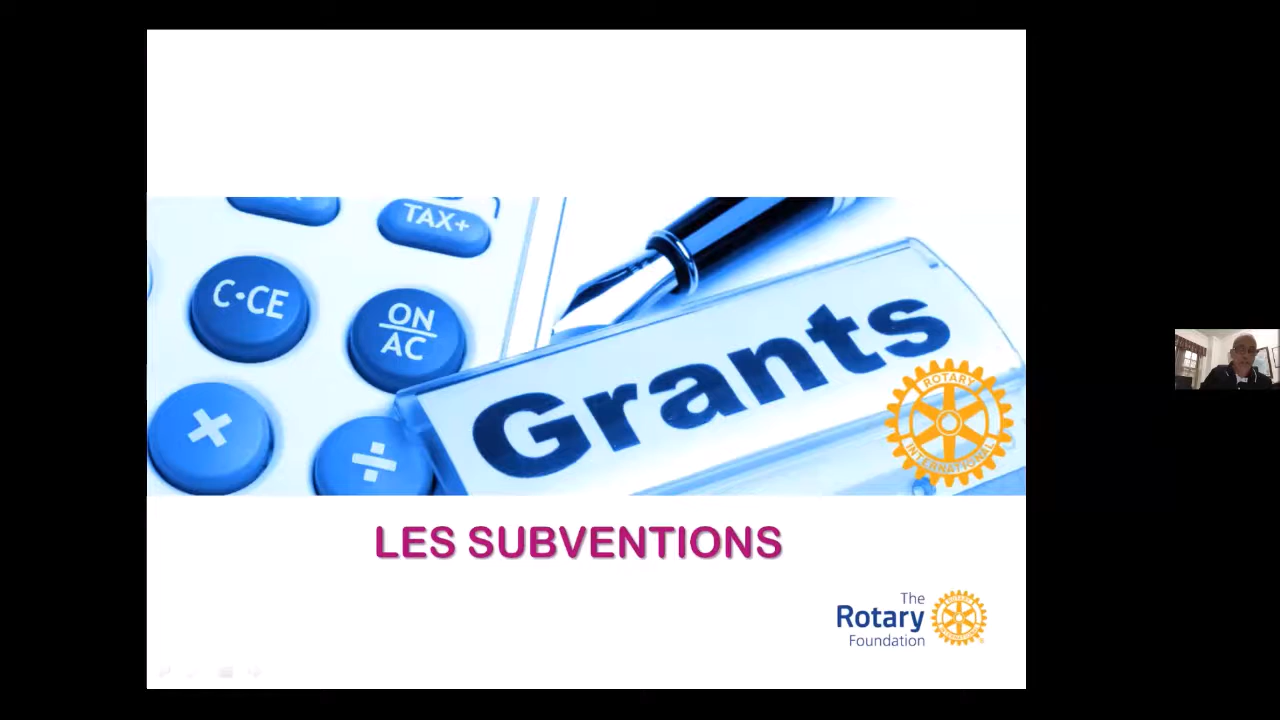 TAX+
C·CE
ON
AC
×
÷
Grants
ROTARY
INTERNATIONAL
LES SUBVENTIONS
The
Rotary
Foundation